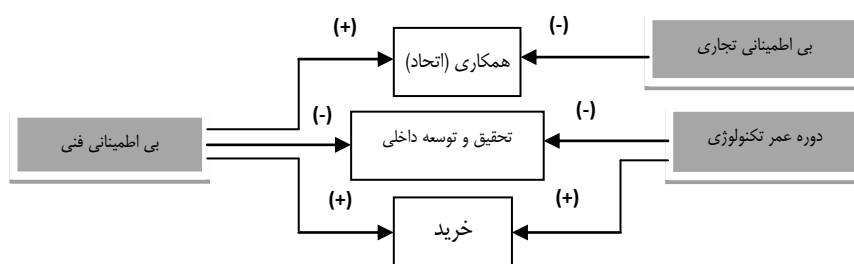 (+)
(-)
همکاری (اتحاد)
بی اطمینانی تجاری
(-)
(-)
تحقیق و توسعه داخلی
دوره عمر تکنولوژی
بی اطمینانی فنی
(+)
(+)
خرید